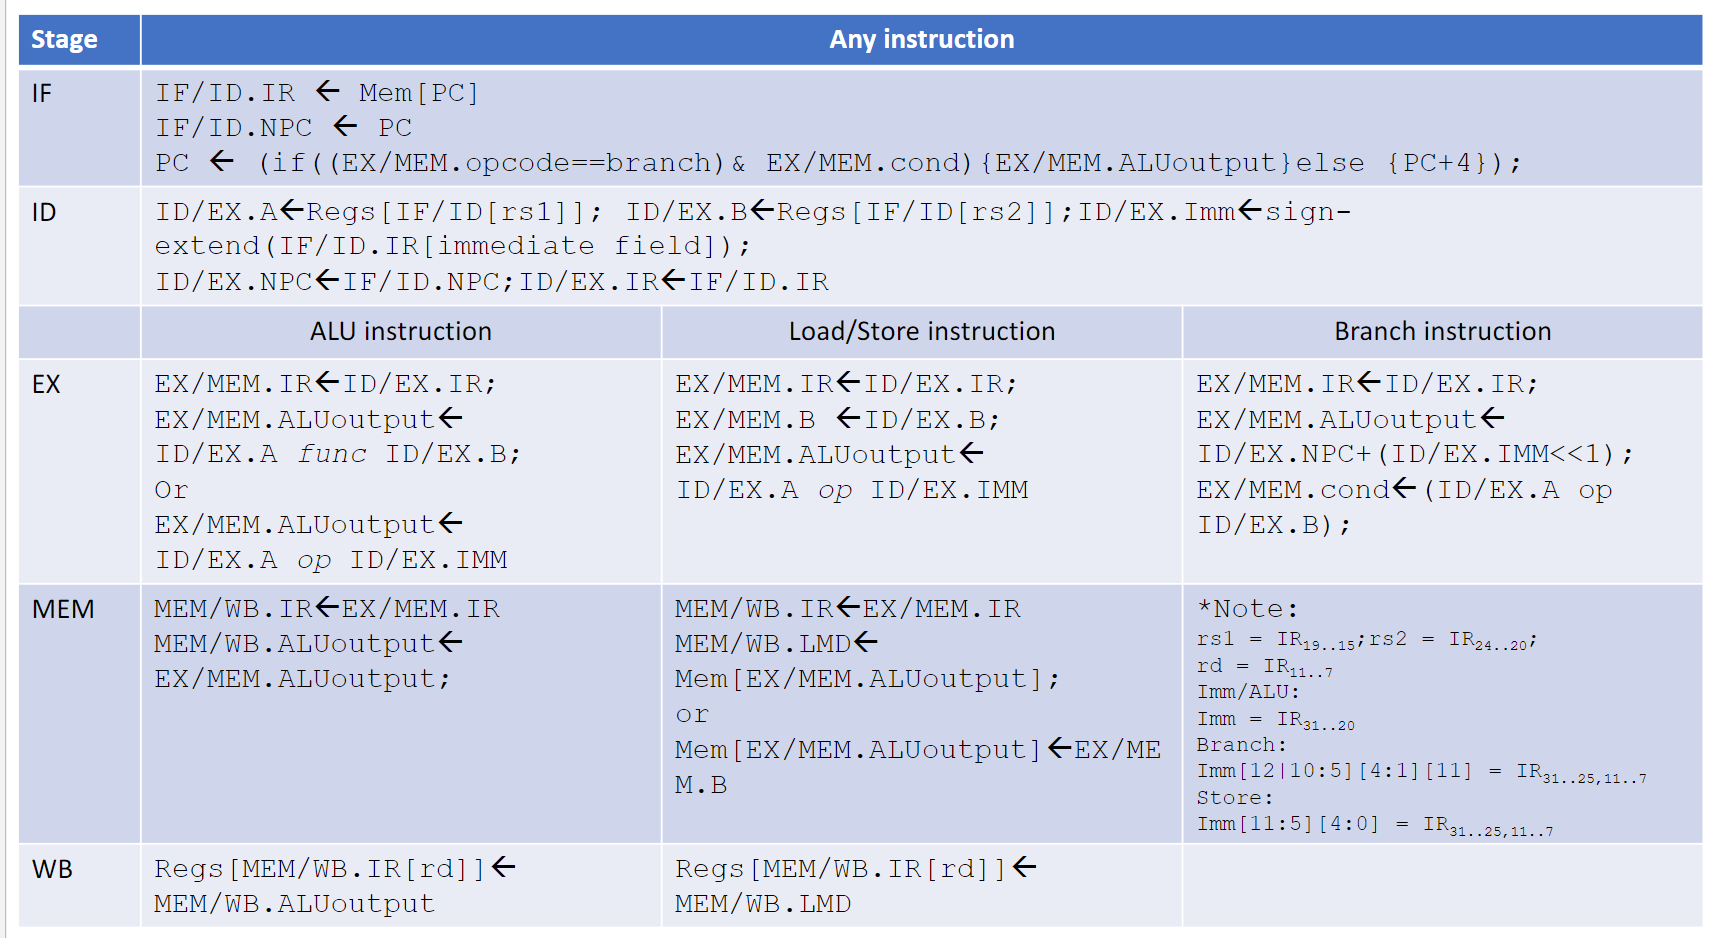 Stage Any instruction
IF
IF/ID.IR ← Mem[PC]
IF/ID.NPC ← PC
PC ← (if((EX/MEM.opcode==branch)& EX/MEM.cond){EX/MEM.ALUoutput}else {PC+4});
ID
ID/EX.A←Regs[IF/ID[rs1]]; ID/EX.B←Regs[IF/ID[rs2]];ID/EX.Imm←sign-
extend(IF/ID.IR[immediate field]);
ID/EX.NPC←IF/ID.NPC;ID/EX.IR←IF/ID.IR
ALU instruction Load/Store instruction Branch instruction
EX
EX/MEM.IR←ID/EX.IR;
EX/MEM.ALUoutput←
ID/EX.A func ID/EX.B;
Or
EX/MEM.ALUoutput←
ID/EX.A op ID/EX.IMM
EX/MEM.IR←ID/EX.IR;
EX/MEM.B ←ID/EX.B;
EX/MEM.ALUoutput←
ID/EX.A op ID/EX.IMM
EX/MEM.IR←ID/EX.IR;
EX/MEM.ALUoutput←
ID/EX.NPC+(ID/EX.IMM<<1);
EX/MEM.cond←(ID/EX.A op
ID/EX.B);
MEM
MEM/WB.IR←EX/MEM.IR
MEM/WB.ALUoutput←
EX/MEM.ALUoutput;
MEM/WB.IR←EX/MEM.IR
MEM/WB.LMD←
Mem[EX/MEM.ALUoutput];
or
Mem[EX/MEM.ALUoutput]←EX/ME
M.B
*Note:
rs1 = IR19..15;rs2 = IR24..20;
rd = IR11..7
Imm/ALU:
Imm = IR31..20
Branch:
Imm[12|10:5][4:1][11] = IR31..25,11..7
Store:
Imm[11:5][4:0] = IR31..25,11..7
WB
Regs[MEM/WB.IR[rd]]←
MEM/WB.ALUoutput
Regs[MEM/WB.IR[rd]]←
MEM/WB.LMD